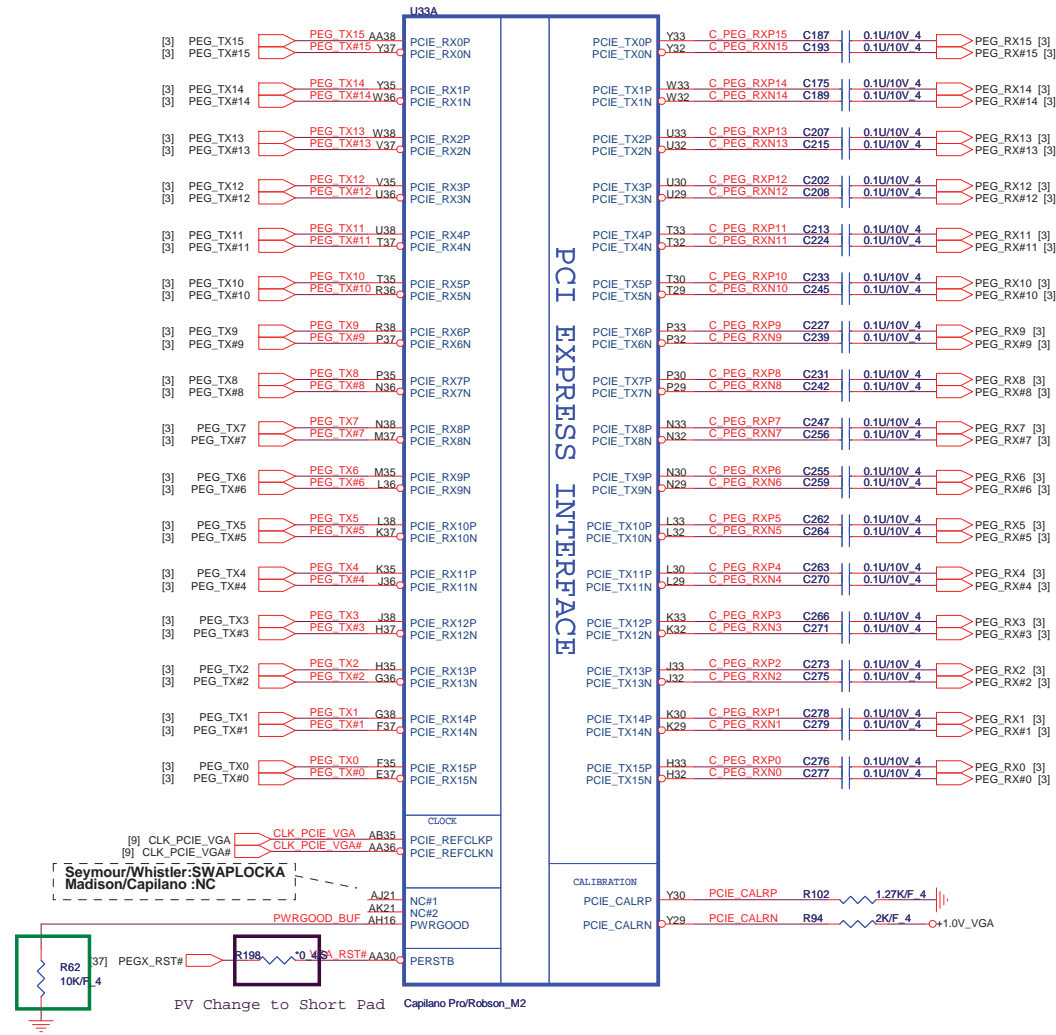 U33A
[3] PEG_TX15 PEG_TX15 AA38 PCIE_RX0P PCIE_TX0P Y33 C_PEG_RXP15 C187 0.1U/10V_4 PEG_RX15 [3]
[3] PEG_TX#15 PEG_TX#15 Y37 PCIE_RX0N PCIE_TX0N Y32 C_PEG_RXN15 C193 0.1U/10V_4 PEG_RX#15 [3]
[3] PEG_TX14 PEG_TX14 Y35 PCIE_RX1P PCIE_TX1P W33 C_PEG_RXP14 C175 0.1U/10V_4 PEG_RX14 [3]
[3] PEG_TX#14 PEG_TX#14 W36 PCIE_RX1N PCIE_TX1N W32 C_PEG_RXN14 C189 0.1U/10V_4 PEG_RX#14 [3]
[3] PEG_TX13 PEG_TX13 W38 PCIE_RX2P PCIE_TX2P U33 C_PEG_RXP13 C207 0.1U/10V_4 PEG_RX13 [3]
[3] PEG_TX#13 PEG_TX#13 V37 PCIE_RX2N PCIE_TX2N U32 C_PEG_RXN13 C215 0.1U/10V_4 PEG_RX#13 [3]
[3] PEG_TX12 PEG_TX12 V35 PCIE_RX3P PCIE_TX3P U30 C_PEG_RXP12 C202 0.1U/10V_4 PEG_RX12 [3]
[3] PEG_TX#12 PEG_TX#12 U36 PCIE_RX3N PCIE_TX3N U29 C_PEG_RXN12 C208 0.1U/10V_4 PEG_RX#12 [3]
[3] PEG_TX11 PEG_TX11 U38 PCIE_RX4P PCIE_TX4P T33 C_PEG_RXP11 C213 0.1U/10V_4 PEG_RX11 [3]
[3] PEG_TX#11 PEG_TX#11 T37 PCIE_RX4N PCIE_TX4N T32 C_PEG_RXN11 C224 0.1U/10V_4 PEG_RX#11 [3]
[3] PEG_TX10 PEG_TX10 T35 PCIE_RX5P PCIE_TX5P T30 C_PEG_RXP10 C233 0.1U/10V_4 PEG_RX10 [3]
[3] PEG_TX#10 PEG_TX#10 R36 PCIE_RX5N PCIE_TX5N T29 C_PEG_RXN10 C245 0.1U/10V_4 PEG_RX#10 [3]
[3] PEG_TX9 PEG_TX9 R38 PCIE_RX6P PCIE_TX6P P33 C_PEG_RXP9 C227 0.1U/10V_4 PEG_RX9 [3]
[3] PEG_TX#9 PEG_TX#9 P37 PCIE_RX6N PCIE_TX6N P32 C_PEG_RXN9 C239 0.1U/10V_4 PEG_RX#9 [3]
[3] PEG_TX8 PEG_TX8 P35 PCIE_RX7P PCIE_TX7P P30 C_PEG_RXP8 C231 0.1U/10V_4 PEG_RX8 [3]
[3] PEG_TX#8 PEG_TX#8 N36 PCIE_RX7N PCIE_TX7N P29 C_PEG_RXN8 C242 0.1U/10V_4 PEG_RX#8 [3]
[3] PEG_TX7 PEG_TX7 N38 PCIE_RX8P PCIE_TX8P N33 C_PEG_RXP7 C247 0.1U/10V_4 PEG_RX7 [3]
[3] PEG_TX#7 PEG_TX#7 M37 PCIE_RX8N PCIE_TX8N N32 C_PEG_RXN7 C256 0.1U/10V_4 PEG_RX#7 [3]
[3] PEG_TX6 PEG_TX6 M35 PCIE_RX9P PCIE_TX9P N30 C_PEG_RXP6 C255 0.1U/10V_4 PEG_RX6 [3]
[3] PEG_TX#6 PEG_TX#6 L36 PCIE_RX9N PCIE_TX9N N29 C_PEG_RXN6 C259 0.1U/10V_4 PEG_RX#6 [3]
[3] PEG_TX5 PEG_TX5 L38 PCIE_RX10P PCIE_TX10P L33 C_PEG_RXP5 C262 0.1U/10V_4 PEG_RX5 [3]
[3] PEG_TX#5 PEG_TX#5 K37 PCIE_RX10N PCIE_TX10N L32 C_PEG_RXN5 C264 0.1U/10V_4 PEG_RX#5 [3]
[3] PEG_TX4 PEG_TX4 K35 PCIE_RX11P PCIE_TX11P L30 C_PEG_RXP4 C263 0.1U/10V_4 PEG_RX4 [3]
[3] PEG_TX#4 PEG_TX#4 J36 PCIE_RX11N PCIE_TX11N L29 C_PEG_RXN4 C270 0.1U/10V_4 PEG_RX#4 [3]
[3] PEG_TX3 PEG_TX3 J38 PCIE_RX12P PCIE_TX12P K33 C_PEG_RXP3 C266 0.1U/10V_4 PEG_RX3 [3]
[3] PEG_TX#3 PEG_TX#3 H37 PCIE_RX12N PCIE_TX12N K32 C_PEG_RXN3 C271 0.1U/10V_4 PEG_RX#3 [3]
[3] PEG_TX2 PEG_TX2 H35 PCIE_RX13P PCIE_TX13P J33 C_PEG_RXP2 C273 0.1U/10V_4 PEG_RX2 [3]
[3] PEG_TX#2 PEG_TX#2 G36 PCIE_RX13N PCIE_TX13N J32 C_PEG_RXN2 C275 0.1U/10V_4 PEG_RX#2 [3]
[3] PEG_TX1 PEG_TX1 G38 PCIE_RX14P PCIE_TX14P K30 C_PEG_RXP1 C278 0.1U/10V_4 PEG_RX1 [3]
[3] PEG_TX#1 PEG_TX#1 F37 PCIE_RX14N PCIE_TX14N K29 C_PEG_RXN1 C279 0.1U/10V_4 PEG_RX#1 [3]
[3] PEG_TX0 PEG_TX0 F35 PCIE_RX15P PCIE_TX15P H33 C_PEG_RXP0 C276 0.1U/10V_4 PEG_RX0 [3]
[3] PEG_TX#0 PEG_TX#0 E37 PCIE_RX15N PCIE_TX15N H32 C_PEG_RXN0 C277 0.1U/10V_4 PEG_RX#0 [3]
PCI EXPRESS INTERFACE
CLOCK
[9] CLK_PCIE_VGA CLK_PCIE_VGA AB35 PCIE_REFCLKP
[9] CLK_PCIE_VGA# CLK_PCIE_VGA# AA36 PCIE_REFCLKN
Seymour/Whistler:SWAPLOCKA
Madison/Capilano :NC
CALIBRATION
AJ21 NC#1 PCIE_CALRP Y30 PCIE_CALRP R102 1.27K/F_4
AK21 NC#2
PWRGOOD_BUF AH16 PWRGOOD PCIE_CALRN Y29 PCIE_CALRN R94 2K/F_4 +1.0V_VGA
[37] PEGX_RST# R198 *0_4/S VGA_RST# AA30 PERSTB
R62
10K/F_4
PV Change to Short Pad
Capilano Pro/Robson_M2